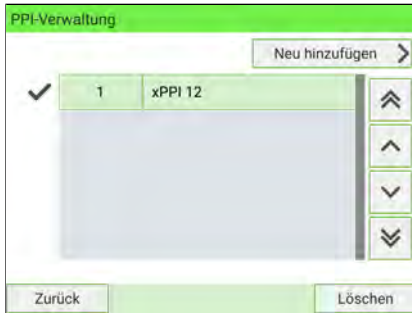 PPI-Verwaltung
Neu hinzufügen
1 xPPI 12
Zurück Löschen